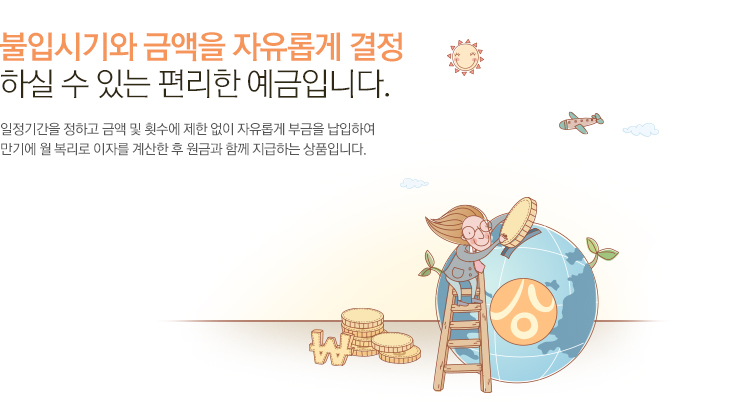 불입시기와 금액을 자유롭게 결정
하실 수 있는 편리한 예금입니다.
일정기간을 정하고 금액 및 횟수에 제한 없이 자유롭게 부금을 납입하여
만기에 월 복리로 이자를 계산한 후 원금과 함께 지급하는 상품입니다.
₩